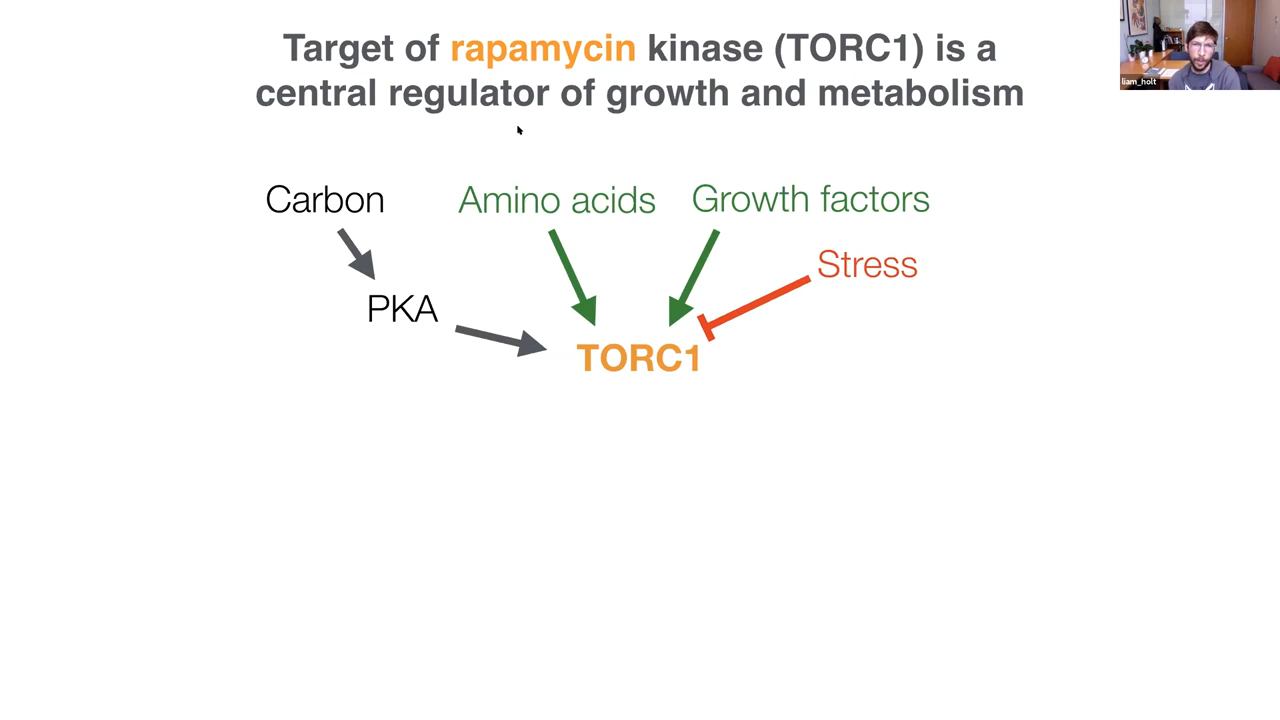 Target of rapamycin kinase (TORC1) is a
central regulator of growth and metabolism
liam_holt
Carbon
Amino acids
Growth factors
Stress
PKA
TORC1